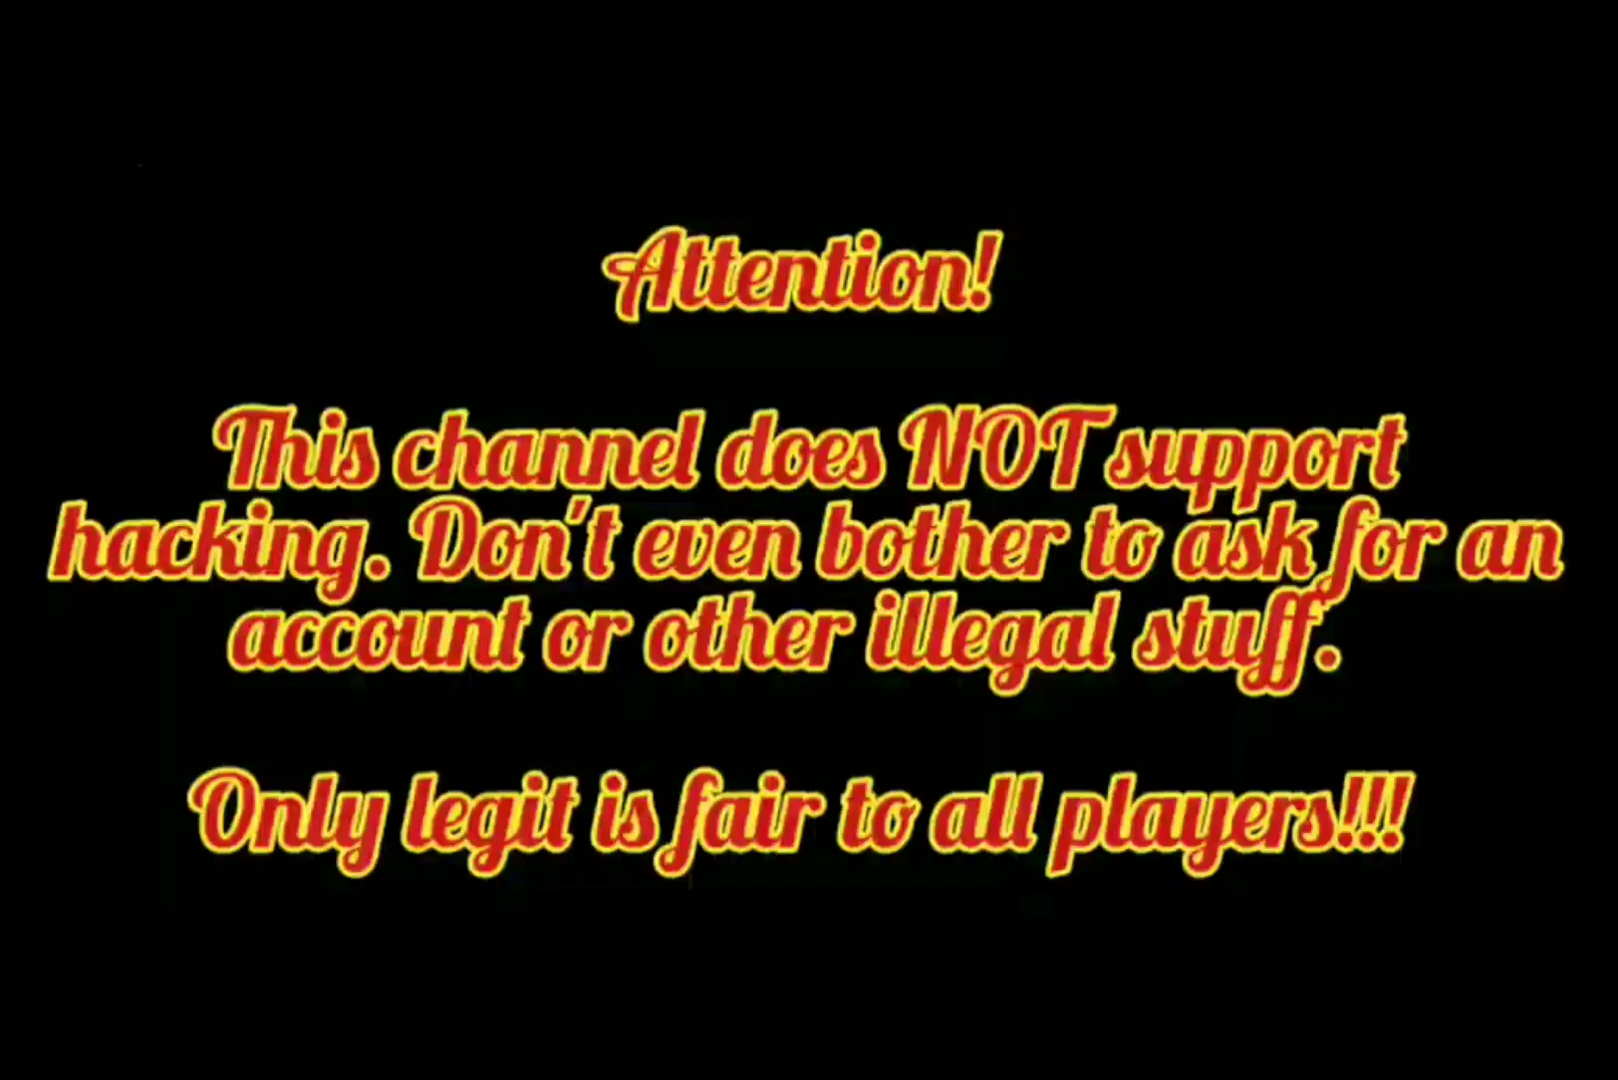 Attention!
This channel does NOT support
hacking. Don't even bother to ask for an
account or other illegal stuff.
Only legit is fair to all players!!!